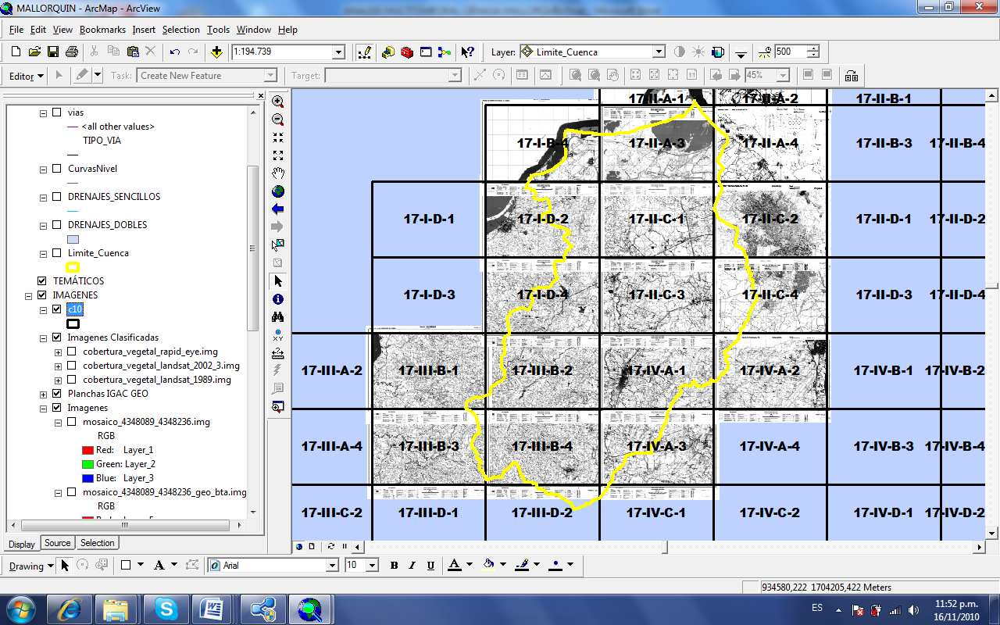 MALLORQUIN - ArcMap - ArcView
File Edit View Bookmarks Insert Selection Tools Window Help
1:194.739 Layer: Limite_Cuenca 500
Editor Task: Create New Feature Target: 45%
vias
<all other values>
TIPO_VIA
CurvasNivel
DRENAJES_SENCILLOS
DRENAJES_DOBLES
Limite_Cuenca
TEMÁTICOS
IMAGENES
c10
Imagenes Clasificadas
cobertura_vegetal_rapid_eye.img
cobertura_vegetal_landsat_2002_3.img
cobertura_vegetal_landsat_1989.img
Planchas IGAC GEO
Imagenes
mosaico_4348089_4348236.img
RGB
Red: Layer_1
Green: Layer_2
Blue: Layer_3
mosaico_4348089_4348236_geo_bta.img
RGB
Display Source Selection
17-II-A-1 17-II-A-2 17-II-B-1
17-I-B-4 17-II-A-3 17-II-A-4 17-II-B-3 17-II-B-4
17-I-D-1 17-I-D-2 17-II-C-1 17-II-C-2 17-II-D-1 17-II-D-2
17-I-D-3 17-I-D-4 17-II-C-3 17-II-C-4 17-II-D-3 17-II-D-4
17-III-A-2 17-III-B-1 17-III-B-2 17-IV-A-1 17-IV-A-2 17-IV-B-1 17-IV-B-2
17-III-A-4 17-III-B-3 17-III-B-4 17-IV-A-3 17-IV-A-4 17-IV-B-3 17-IV-B-4
17-III-C-2 17-III-D-1 17-III-D-2 17-IV-C-1 17-IV-C-2 17-IV-D-1 17-IV-D-2
Drawing A Arial 10 B I U A
934580,222 1704205,422 Meters
ES 11:52 p.m.
16/11/2010